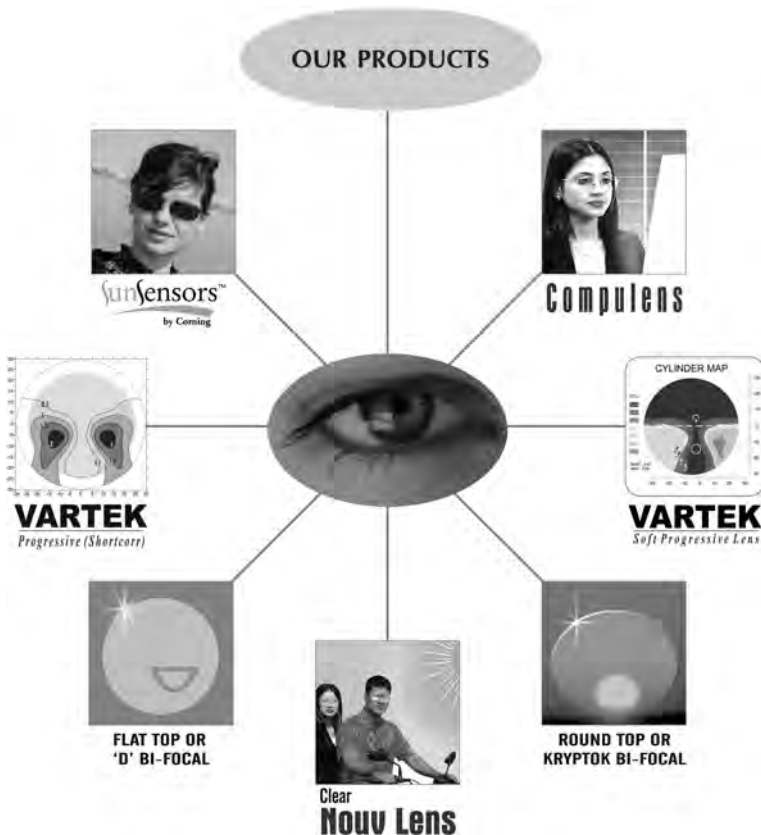 OUR PRODUCTS
SunSensors™
by Corning
Compulens
CYLINDER MAP
VARTEK
Progressive (Shortcorr)
VARTEK
Soft Progressive Lens
FLAT TOP OR
'D' BI-FOCAL
ROUND TOP OR
KRYPTOK BI-FOCAL
Clear
Nouv Lens